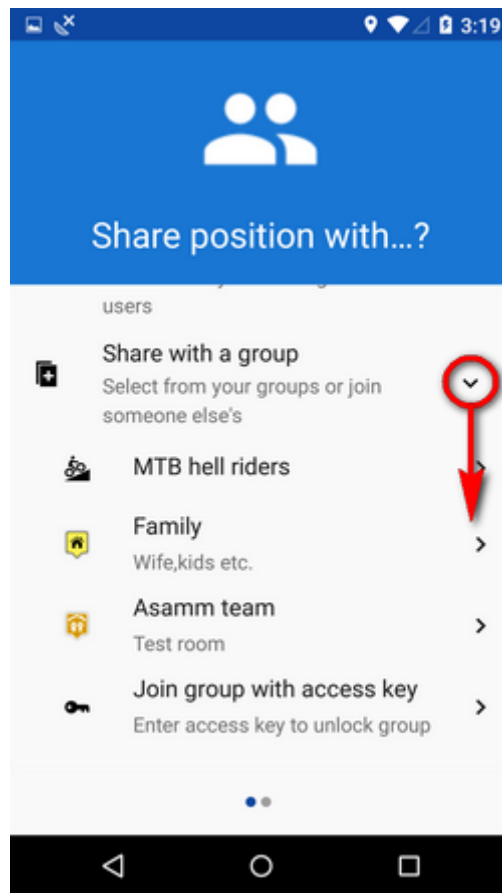 3:19
Share position with...?
users
Share with a group
Select from your groups or join
someone else's
MTB hell riders
Family
Wife,kids etc.
Asamm team
Test room
Join group with access key
Enter access key to unlock group